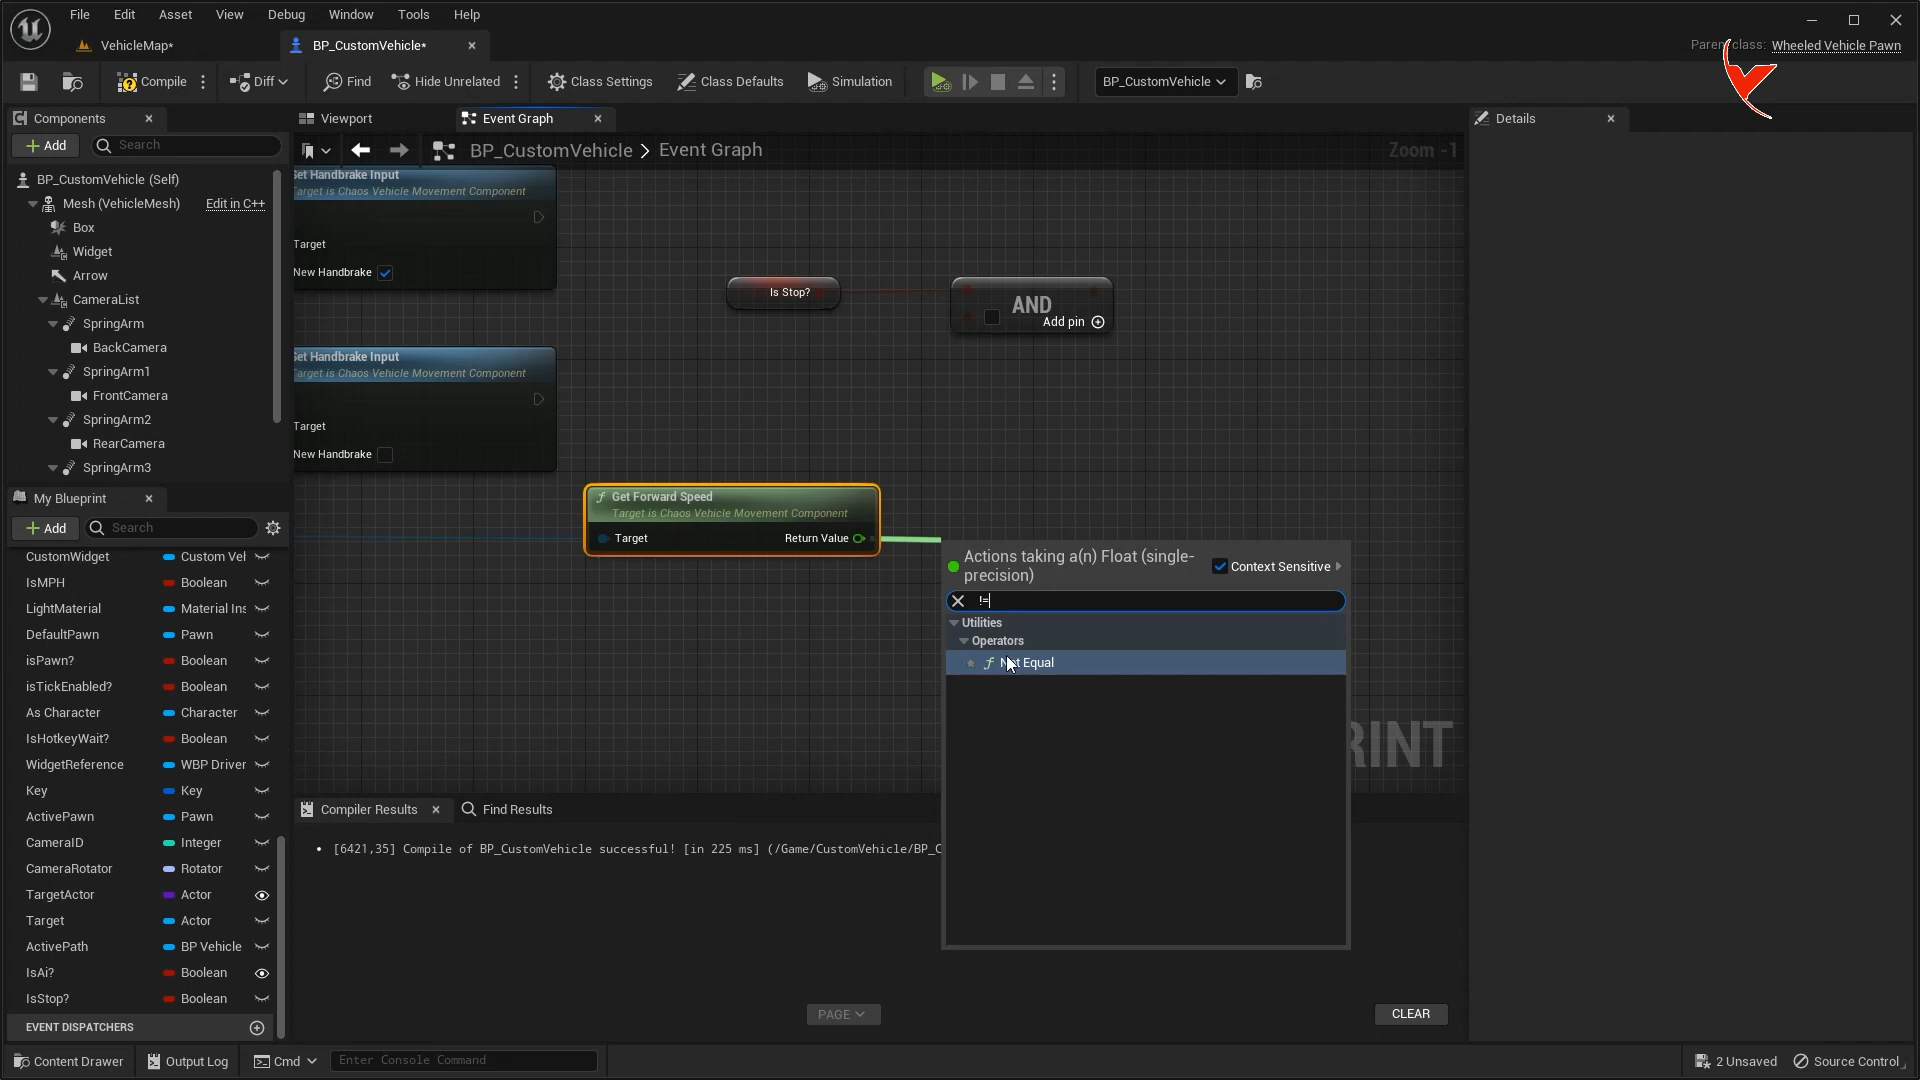 File Edit Asset View Debug Window Tools Help
VehicleMap*
BP_CustomVehicle*
Parent class: Wheeled Vehicle Pawn
Compile
Diff
Find
Hide Unrelated
Class Settings
Class Defaults
Simulation
BP_CustomVehicle
Components
Add
Search
BP_CustomVehicle (Self)
Mesh (VehicleMesh) Edit in C++
Box
Widget
Arrow
CameraList
SpringArm
BackCamera
SpringArm1
FrontCamera
SpringArm2
RearCamera
SpringArm3
My Blueprint
Add
Search
CustomWidget Custom Vel
IsMPH Boolean
LightMaterial Material Ins
DefaultPawn Pawn
isPawn? Boolean
isTickEnabled? Boolean
As Character Character
IsHotkeyWait? Boolean
WidgetReference WBP Driver
Key Key
ActivePawn Pawn
CameraID Integer
CameraRotator Rotator
TargetActor Actor
Target Actor
ActivePath BP Vehicle
IsAi? Boolean
IsStop? Boolean
EVENT DISPATCHERS
Viewport
Event Graph
BP_CustomVehicle > Event Graph
Zoom -1
Set Handbrake Input
Target is Chaos Vehicle Movement Component
Target
New Handbrake
Set Handbrake Input
Target is Chaos Vehicle Movement Component
Target
New Handbrake
Is Stop?
AND
Add pin
Get Forward Speed
Target is Chaos Vehicle Movement Component
Target
Return Value
Actions taking a(n) Float (single-
precision)
Context Sensitive
!=
Utilities
Operators
Not Equal
RINT
Compiler Results
Find Results
[6421,35] Compile of BP_CustomVehicle successful! [in 225 ms] (/Game/CustomVehicle/BP_C
PAGE
CLEAR
Details
Content Drawer
Output Log
Cmd
Enter Console Command
2 Unsaved
Source Control